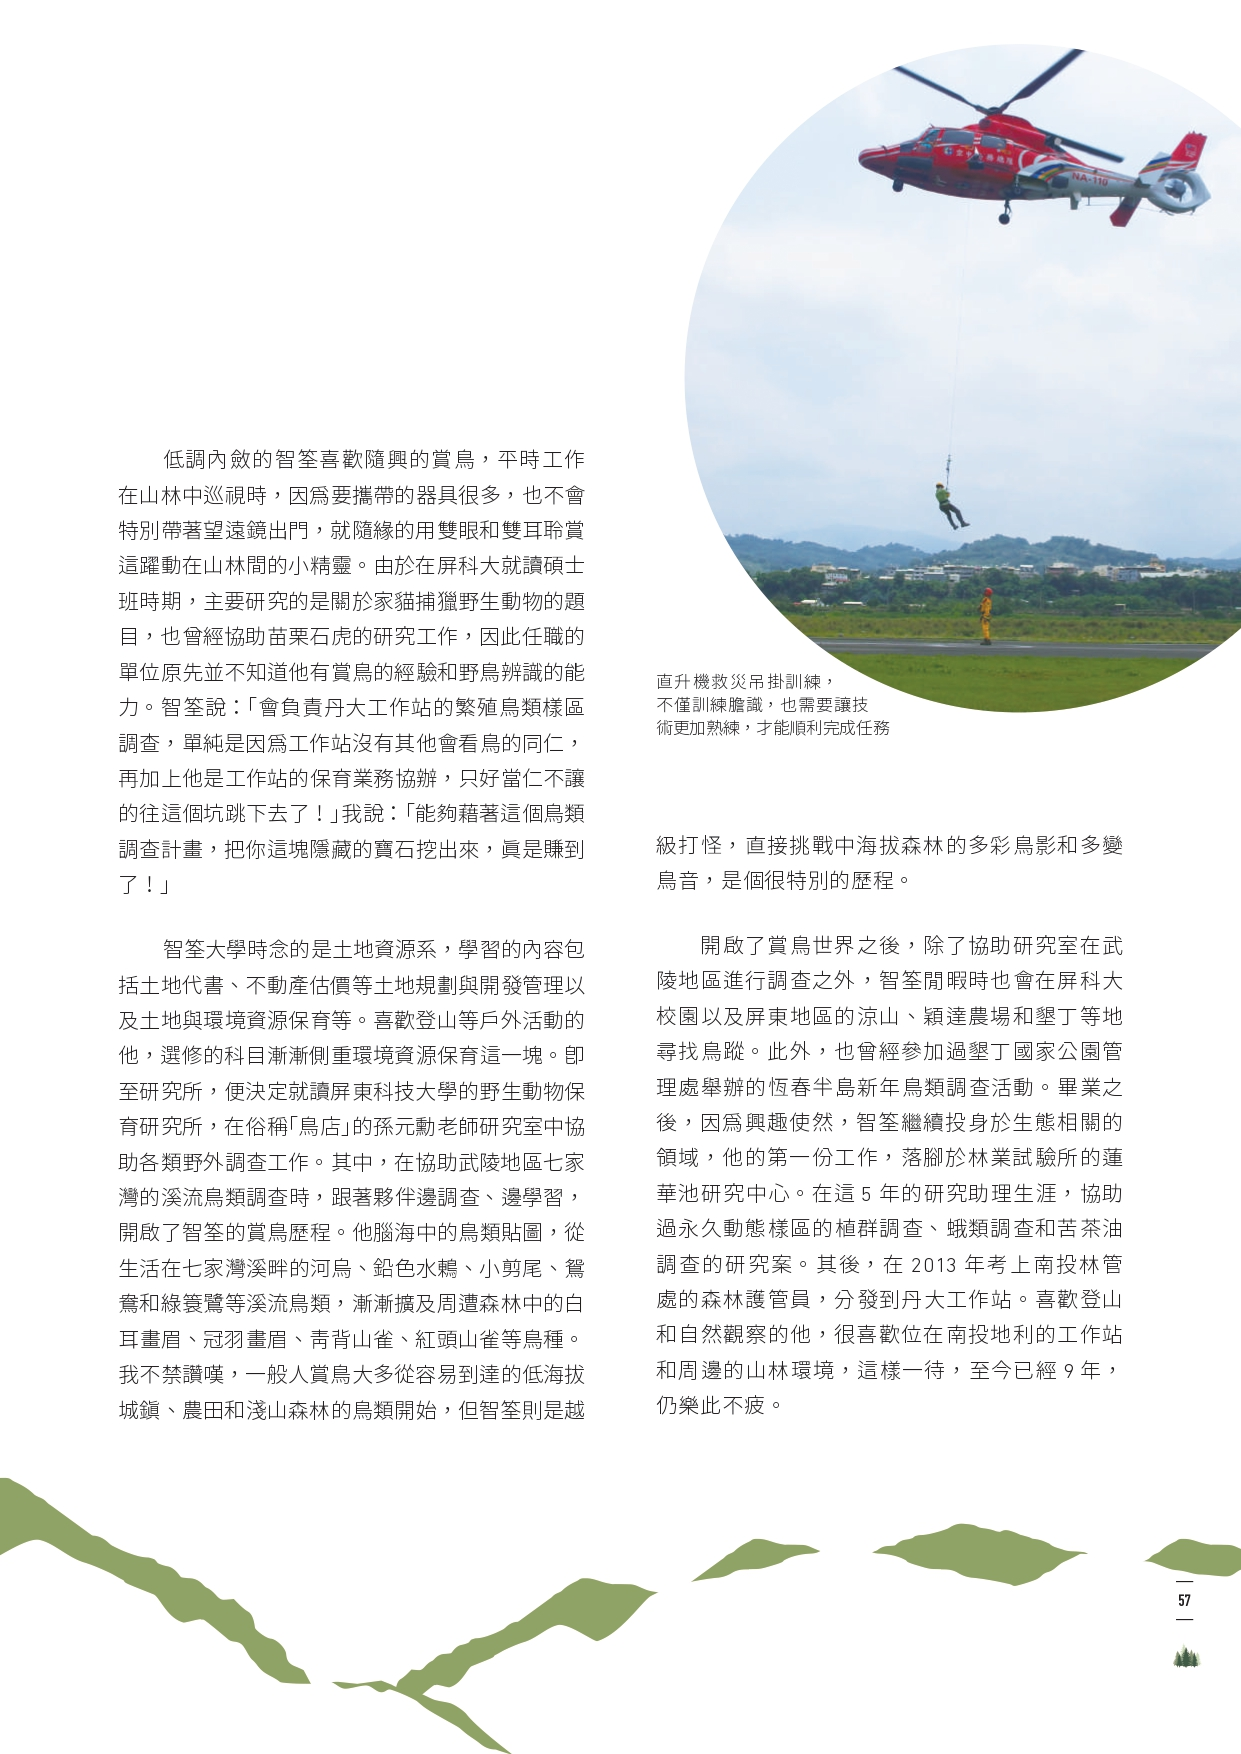 低調內斂的智筌喜歡隨興的賞鳥，平時工作
在山林中巡視時，因為要攜帶的器具很多，也不會
特別帶著望遠鏡出門，就隨緣的用雙眼和雙耳聆賞
這躍動在山林間的小精靈。由於在屏科大就讀碩士
班時期，主要研究的是關於家貓捕獵野生動物的題
目，也曾經協助苗栗石虎的研究工作，因此任職的
單位原先並不知道他有賞鳥的經驗和野鳥辨識的能
力。智筌說：「會負責丹大工作站的繁殖鳥類樣區
調查，單純是因為工作站沒有其他會看鳥的同仁，
再加上他是工作站的保育業務協辦，只好當仁不讓
的往這個坑跳下去了！」我說：「能夠藉著這個鳥類
調查計畫，把你這塊隱藏的寶石挖出來，真是賺到
了！」
智筌大學時念的是土地資源系，學習的內容包
括土地代書、不動產估價等土地規劃與開發管理以
及土地與環境資源保育等。喜歡登山等戶外活動的
他，選修的科目漸漸側重環境資源保育這一塊。即
至研究所，便決定就讀屏東科技大學的野生動物保
育研究所，在俗稱「鳥店」的孫元勳老師研究室中協
助各類野外調查工作。其中，在協助武陵地區七家
灣的溪流鳥類調查時，跟著夥伴邊調查、邊學習，
開啟了智筌的賞鳥歷程。他腦海中的鳥類貼圖，從
生活在七家灣溪畔的河烏、鉛色水鶇、小剪尾、鴛
鴦和綠簑鷺等溪流鳥類，漸漸擴及周遭森林中的白
耳畫眉、冠羽畫眉、青背山雀、紅頭山雀等鳥種。
我不禁讚嘆，一般人賞鳥大多從容易到達的低海拔
城鎮、農田和淺山森林的鳥類開始，但智筌則是越
NA-110
直升機救災吊掛訓練，
不僅訓練膽識，也需要讓技
術更加熟練，才能順利完成任務
級打怪，直接挑戰中海拔森林的多彩鳥影和多變
鳥音，是個很特別的歷程。
開啟了賞鳥世界之後，除了協助研究室在武
陵地區進行調查之外，智筌閒暇時也會在屏科大
校園以及屏東地區的涼山、穎達農場和墾丁等地
尋找鳥蹤。此外，也曾經參加過墾丁國家公園管
理處舉辦的恆春半島新年鳥類調查活動。畢業之
後，因為興趣使然，智筌繼續投身於生態相關的
領域，他的第一份工作，落腳於林業試驗所的蓮
華池研究中心。在這 5 年的研究助理生涯，協助
過永久動態樣區的植群調查、蛾類調查和苦茶油
調查的研究案。其後，在 2013 年考上南投林管
處的森林護管員，分發到丹大工作站。喜歡登山
和自然觀察的他，很喜歡位在南投地利的工作站
和周邊的山林環境，這樣一待，至今已經 9 年，
仍樂此不疲。
57